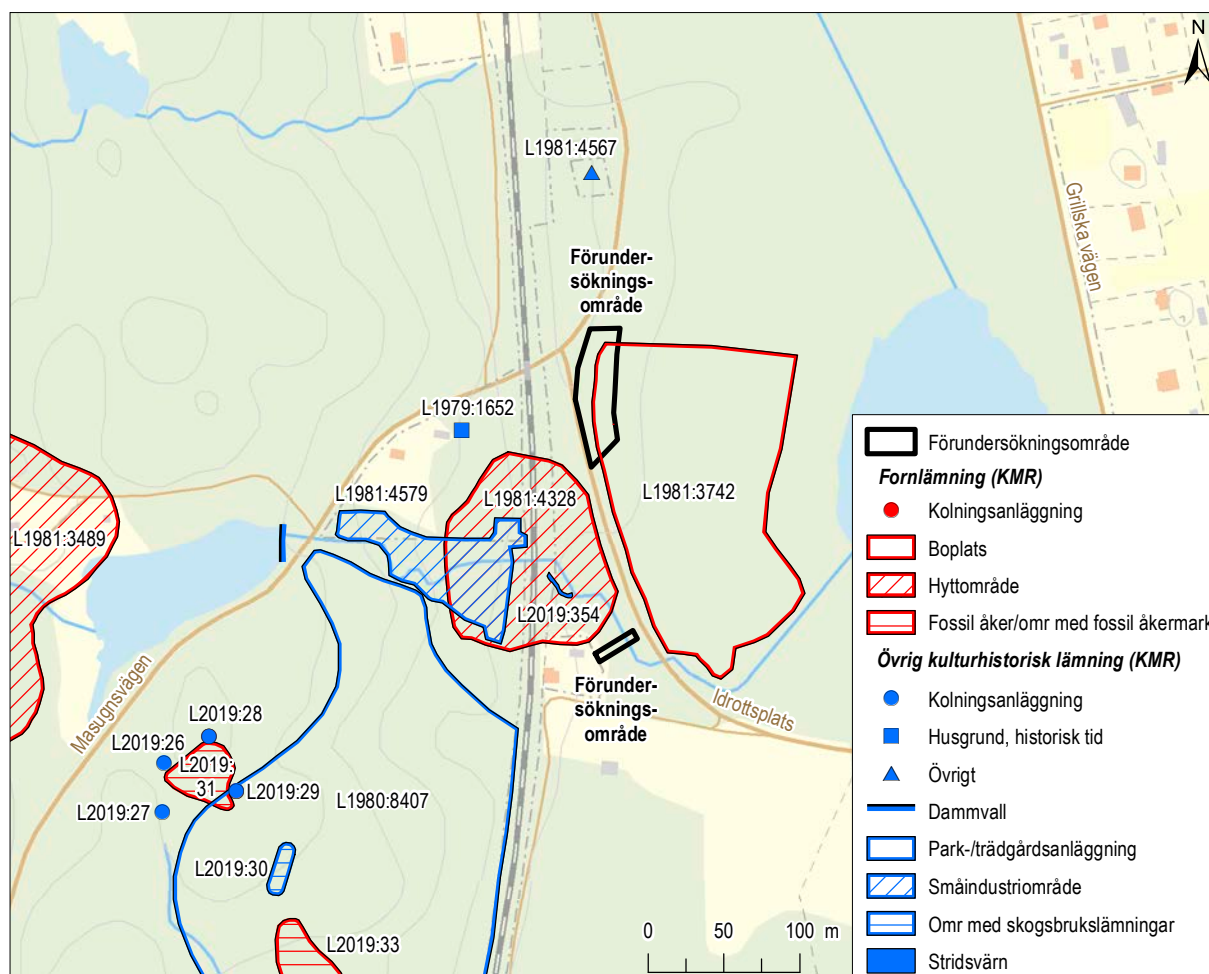 N
L1981:4567
Grillska vägen
Förunder-
söknings-
område
L1979:1652
L1981:4579
L1981:4328
L1981:3742
L1981:3489
L2019:354
Förunder-
söknings-
område
Idrottsplats
Masugnsvägen
L2019:28
L2019:26
L2019:
31
L2019:29
L2019:27
L1980:8407
L2019:30
L2019:33
0 50 100 m
Förundersökningsområde
Fornlämning (KMR)
Kolningsanläggning
Boplats
Hyttområde
Fossil åker/omr med fossil åkermark
Övrig kulturhistorisk lämning (KMR)
Kolningsanläggning
Husgrund, historisk tid
Övrigt
Dammvall
Park-/trädgårdsanläggning
Småindustriområde
Omr med skogsbrukslämningar
Stridsvärn